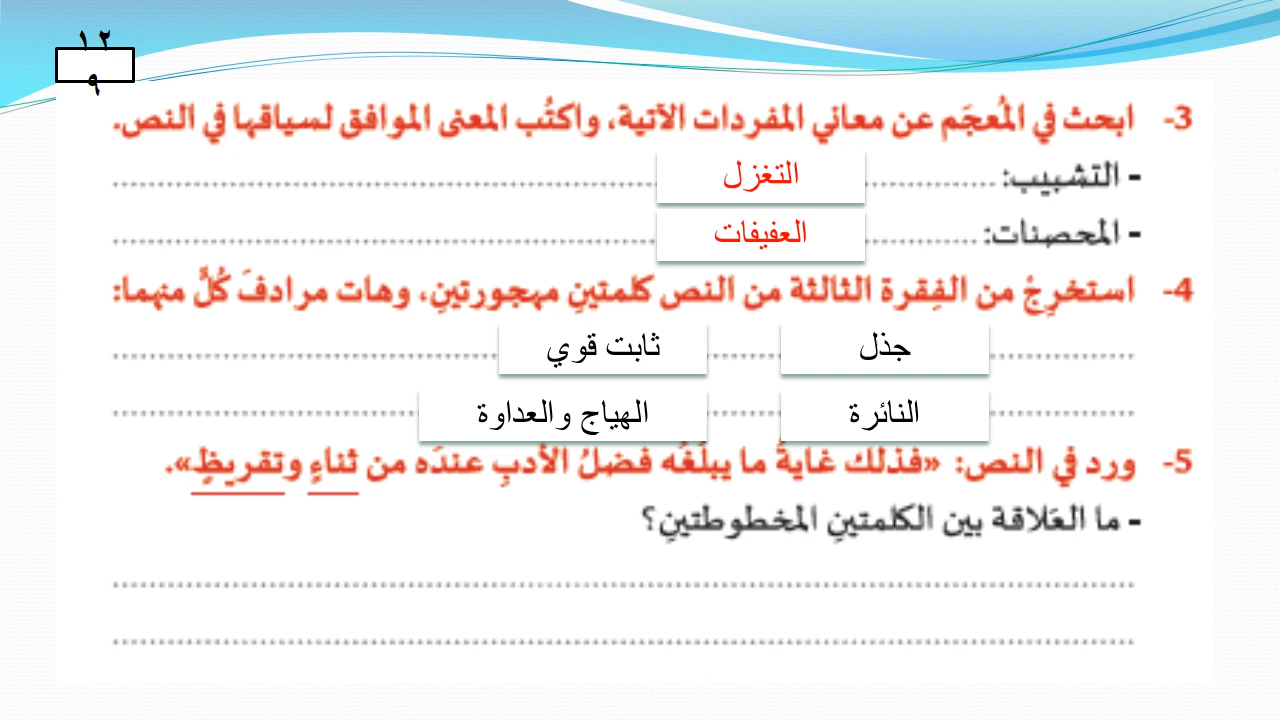 ١٢
٩
3- ابحث في المُعجَم عن معاني المفردات الآتية، واكتُب المعنى الموافق لسياقها في النص.
- التشبيب: التغزل
- المحصنات: العفيفات
4- استخرِجْ من الفِقرة الثالثة من النص كلمتينِ مهجورتينِ، وهات مرادفَ كُلٍّ منهما:
جذل ثابت قوي
النائرة الهياج والعداوة
5- ورد في النص: «فذلك غايةُ ما يبلُغُه فضلُ الأدبِ عندَه من ثناءٍ وتقريظٍ».
- ما العَلاقة بين الكلمتينِ المخطوطتينِ؟